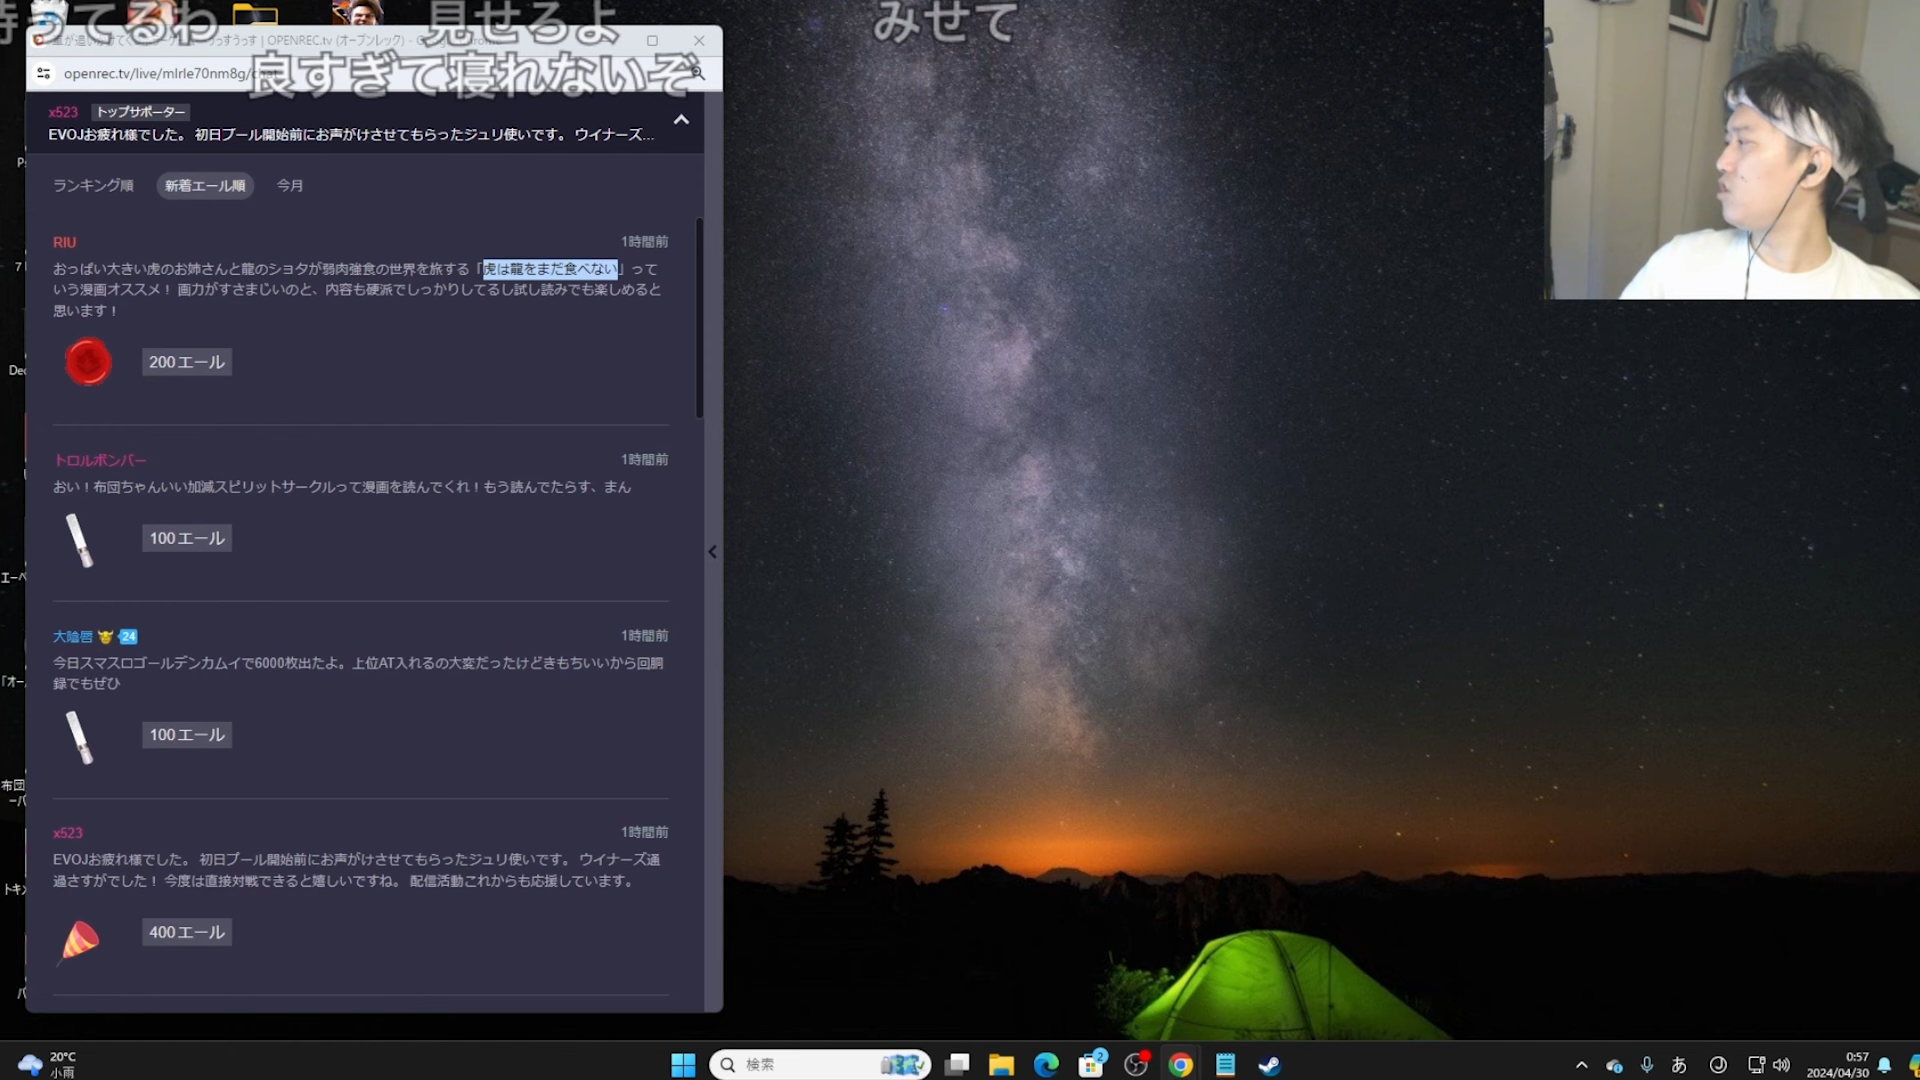 待ってるわ
見せろよ
みせて
良すぎて寝れないぞ
openrec.tv/live/mlrle70nm8g/
x523 トップサポーター
EVOJお疲れ様でした。 初日プール開始前にお声がけさせてもらったジュリ使いです。 ウイナーズ...
ランキング順 新着エール順 今月
RIU 1時間前
おっぱい大きい虎のお姉さんと龍のショタが弱肉強食の世界を旅する「虎は龍をまだ食べない」って
いう漫画オススメ！ 画力がすさまじいのと、内容も硬派でしっかりしてるし試し読みでも楽しめると
思います！
200エール
トロルボンバー 1時間前
おい！布団ちゃんいい加減スピリットサークルって漫画を読んでくれ！もう読んでたらす、まん
100エール
大陰唇 24 1時間前
今日スマスロゴールデンカムイで6000枚出たよ。上位AT入れるの大変だったけどきもちいいから回胴
録でもぜひ
100エール
x523 1時間前
EVOJお疲れ様でした。 初日プール開始前にお声がけさせてもらったジュリ使いです。 ウイナーズ通
過さすがでした！ 今度は直接対戦できると嬉しいですね。 配信活動これからも応援しています。
400エール
20°C
小雨
検索
2
あ
0:57
2024/04/30